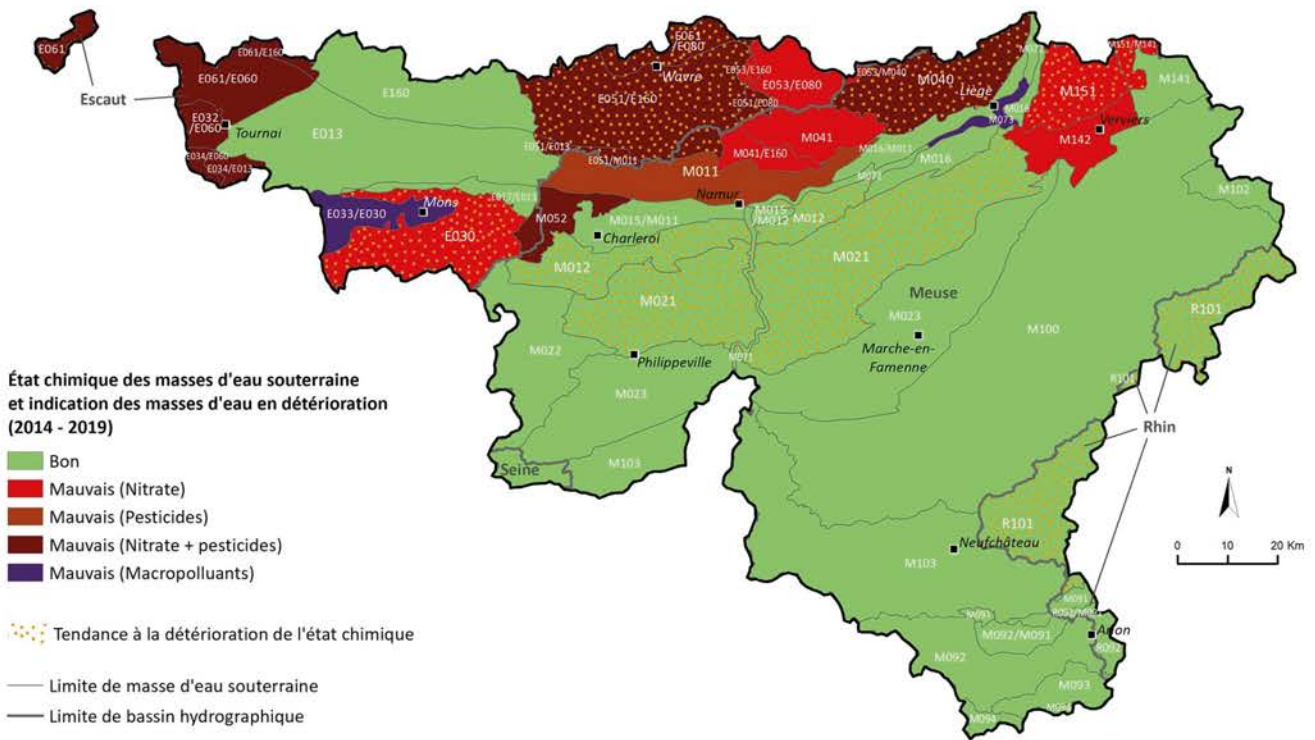 E061
Escaut
E061/E160
E061/E060
E032
/E060
Tournai
E034/E060
E034/E013
E160
E013
E051
/E080
Wavre
E051/E160
E053/E160
E053/E080
E051/E080
E051/E013
E051/M011
E053/M040
M040
Liège
M073
M151
M151/M141
M141
Verviers
M142
M041
M041/E160
M016/M011
M016
M011
Namur
M102
E033/E030
Mons
E030
M052
M015/M011
Charleroi
M015
/M012
M012
M012
M021
M021
Meuse
M023
Marche-en-
Famenne
M100
R101
M022
Philippeville
M071
M023
R101
Rhin
Seine
M103
R101
Neufchâteau
M103
M091
M091
M092/M091
Arlon
R092
M092
M093
M094
État chimique des masses d'eau souterraine
et indication des masses d'eau en détérioration
(2014 - 2019)
Bon
Mauvais (Nitrate)
Mauvais (Pesticides)
Mauvais (Nitrate + pesticides)
Mauvais (Macropolluants)
Tendance à la détérioration de l'état chimique
Limite de masse d'eau souterraine
Limite de bassin hydrographique
N
0 10 20 Km